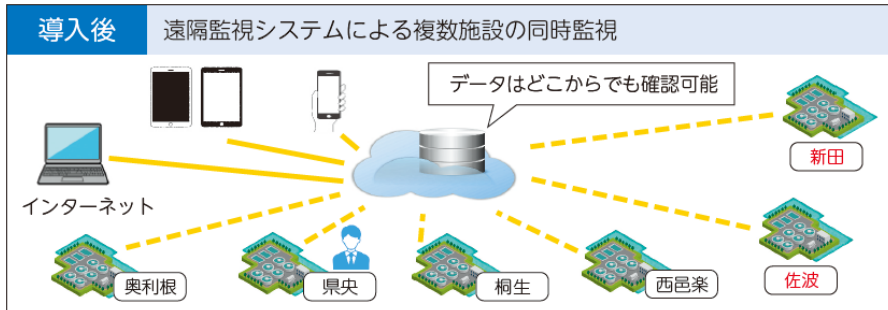 導入後
遠隔監視システムによる複数施設の同時監視
データはどこからでも確認可能
新田
インターネット
奥利根
県央
桐生
西邑楽
佐波